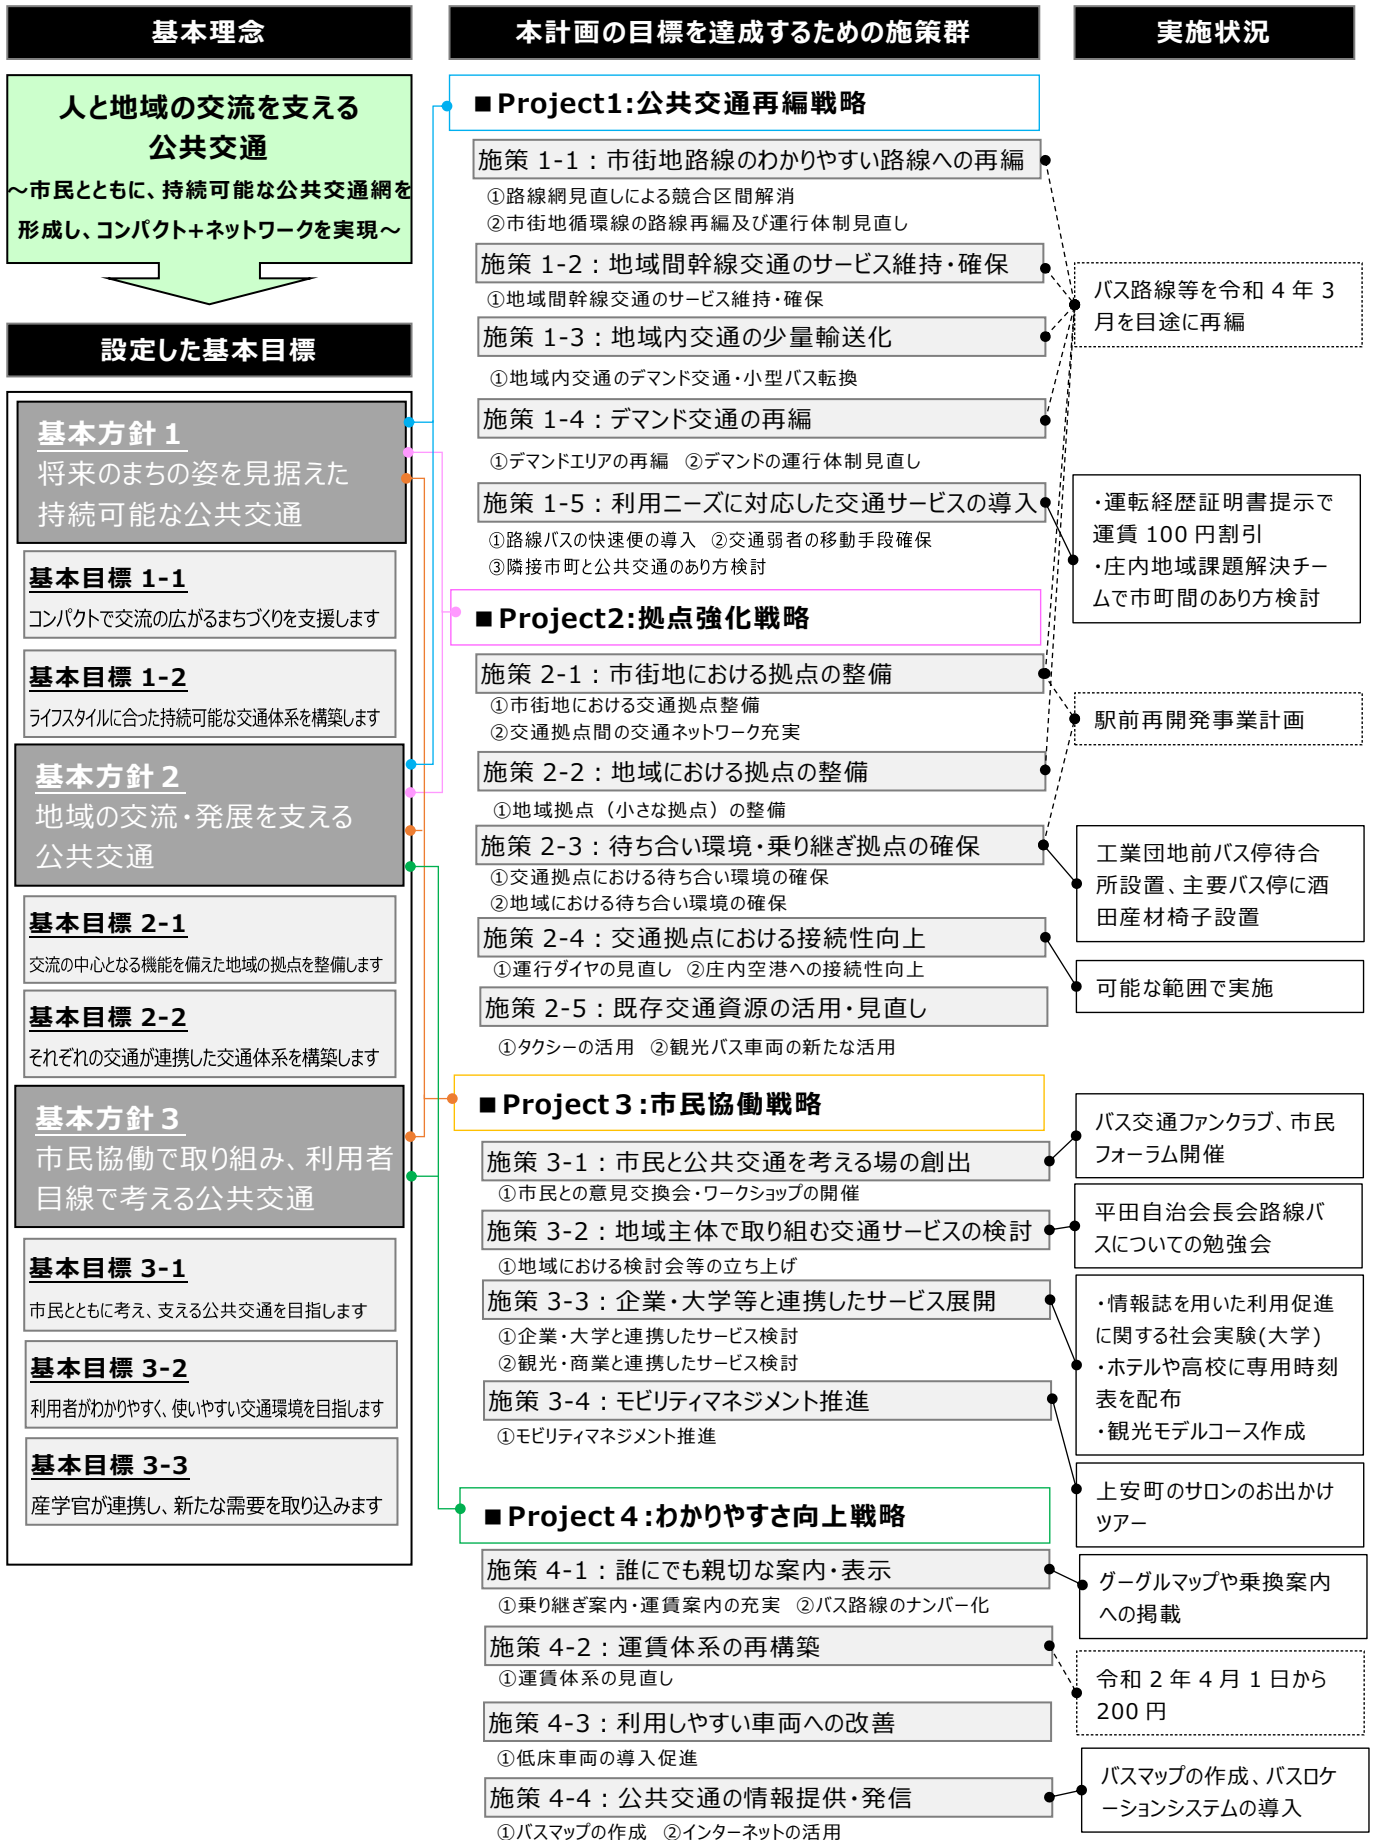 基本理念
人と地域の交流を支える
公共交通
～市民とともに、持続可能な公共交通網を
形成し、コンパクト+ネットワークを実現～
設定した基本目標
基本方針１
将来のまちの姿を見据えた
持続可能な公共交通
基本目標 1-1
コンパクトで交流の広がるまちづくりを支援します
基本目標 1-2
ライフスタイルに合った持続可能な交通体系を構築します
基本方針２
地域の交流・発展を支える
公共交通
基本目標 2-1
交流の中心となる機能を備えた地域の拠点を整備します
基本目標 2-2
それぞれの交通が連携した交通体系を構築します
基本方針３
市民協働で取り組み、利用者
目線で考える公共交通
基本目標 3-1
市民とともに考え、支える公共交通を目指します
基本目標 3-2
利用者がわかりやすく、使いやすい交通環境を目指します
基本目標 3-3
産学官が連携し、新たな需要を取り込みます
本計画の目標を達成するための施策群
■Project1:公共交通再編戦略
施策 1-1：市街地路線のわかりやすい路線への再編
①路線網見直しによる競合区間解消
②市街地循環線の路線再編及び運行体制見直し
施策 1-2：地域間幹線交通のサービス維持・確保
①地域間幹線交通のサービス維持・確保
施策 1-3：地域内交通の少量輸送化
①地域内交通のデマンド交通・小型バス転換
施策 1-4：デマンド交通の再編
①デマンドエリアの再編 ②デマンドの運行体制見直し
施策 1-5：利用ニーズに対応した交通サービスの導入
①路線バスの快速便の導入 ②交通弱者の移動手段確保
③隣接市町と公共交通のあり方検討
■Project2:拠点強化戦略
施策 2-1：市街地における拠点の整備
①市街地における交通拠点整備
②交通拠点間の交通ネットワーク充実
施策 2-2：地域における拠点の整備
①地域拠点（小さな拠点）の整備
施策 2-3：待ち合い環境・乗り継ぎ拠点の確保
①交通拠点における待ち合い環境の確保
②地域における待ち合い環境の確保
施策 2-4：交通拠点における接続性向上
①運行ダイヤの見直し ②庄内空港への接続性向上
施策 2-5：既存交通資源の活用・見直し
①タクシーの活用 ②観光バス車両の新たな活用
■Project３:市民協働戦略
施策 3-1：市民と公共交通を考える場の創出
①市民との意見交換会・ワークショップの開催
施策 3-2：地域主体で取り組む交通サービスの検討
①地域における検討会等の立ち上げ
施策 3-3：企業・大学等と連携したサービス展開
①企業・大学と連携したサービス検討
②観光・商業と連携したサービス検討
施策 3-4：モビリティマネジメント推進
①モビリティマネジメント推進
■Project４:わかりやすさ向上戦略
施策 4-1：誰にでも親切な案内・表示
①乗り継ぎ案内・運賃案内の充実 ②バス路線のナンバー化
施策 4-2：運賃体系の再構築
①運賃体系の見直し
施策 4-3：利用しやすい車両への改善
①低床車両の導入促進
施策 4-4：公共交通の情報提供・発信
①バスマップの作成 ②インターネットの活用
実施状況
バス路線等を令和 4 年 3
月を目途に再編
・運転経歴証明書提示で
運賃 100 円割引
・庄内地域課題解決チー
ムで市町間のあり方検討
駅前再開発事業計画
工業団地前バス停待合
所設置、主要バス停に酒
田産材椅子設置
可能な範囲で実施
バス交通ファンクラブ、市民
フォーラム開催
平田自治会長会路線バ
スについての勉強会
・情報誌を用いた利用促進
に関する社会実験(大学)
・ホテルや高校に専用時刻
表を配布
・観光モデルコース作成
上安町のサロンのお出かけ
ツアー
グーグルマップや乗換案内
への掲載
令和 2 年 4 月 1 日から
200 円
バスマップの作成、バスロケ
ーションシステムの導入